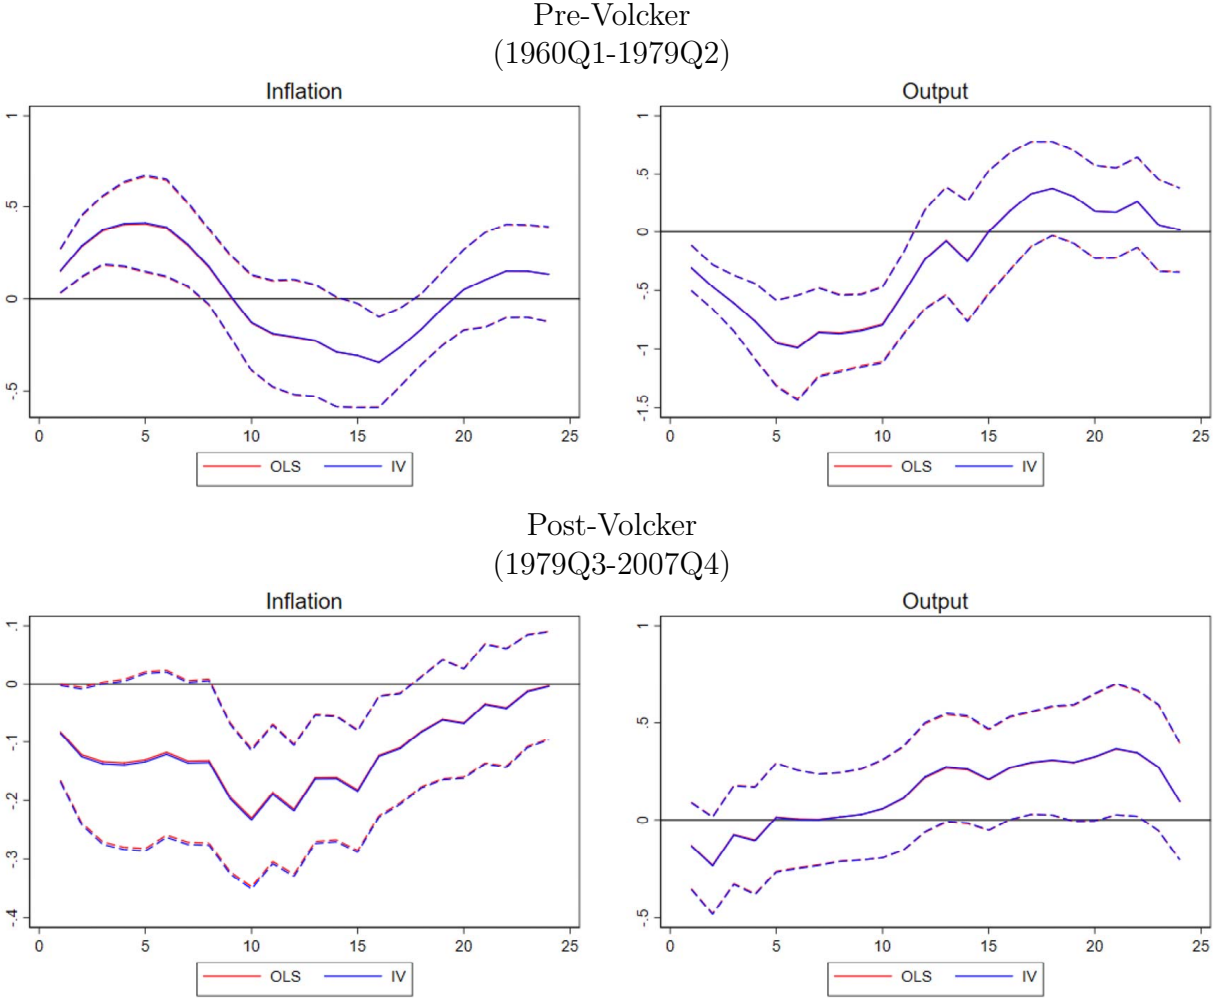 Pre-Volcker
(1960Q1-1979Q2)
Inflation
1
.5
0
-.5
0 5 10 15 20 25
OLS IV
Output
1
.5
0
-.5
-1
-1.5
0 5 10 15 20 25
OLS IV
Post-Volcker
(1979Q3-2007Q4)
Inflation
.1
0
-.1
-.2
-.3
-.4
0 5 10 15 20 25
OLS IV
Output
1
.5
0
-.5
0 5 10 15 20 25
OLS IV